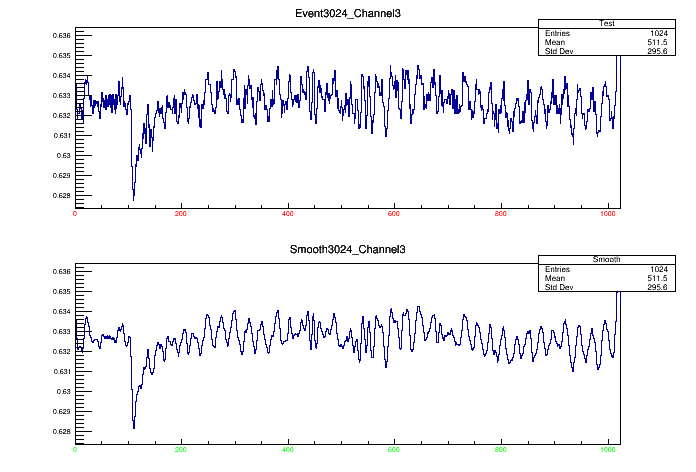 Event3024_Channel3
Test
Entries 1024
Mean 511.5
Std Dev 295.6
0.636
0.635
0.634
0.633
0.632
0.631
0.63
0.629
0.628
0 200 400 600 800 1000
Smooth3024_Channel3
Smooth
Entries 1024
Mean 511.5
Std Dev 295.6
0.636
0.635
0.634
0.633
0.632
0.631
0.63
0.629
0.628
0 200 400 600 800 1000